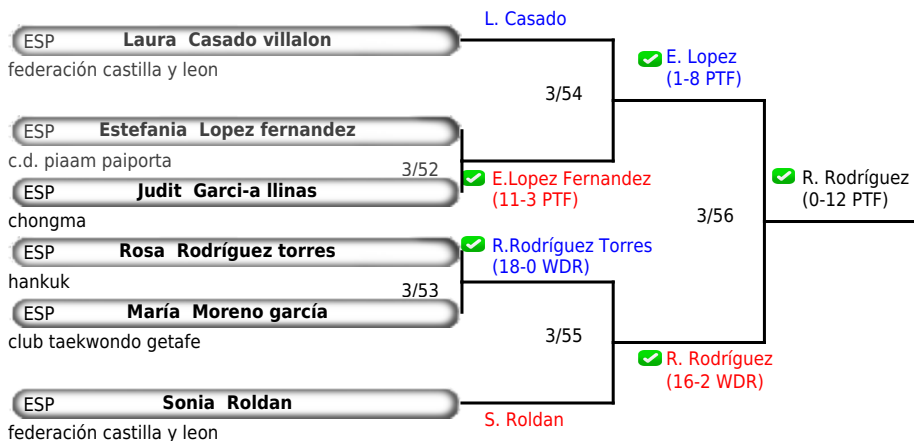 L. Casado
ESP Laura Casado villalon
federación castilla y leon
E. Lopez
(1-8 PTF)
3/54
ESP Estefania Lopez fernandez
c.d. piaam paiporta
3/52
E.Lopez Fernandez
(11-3 PTF)
ESP Judit Garci-a llinas
chongma
R. Rodríguez
(0-12 PTF)
3/56
ESP Rosa Rodríguez torres
hankuk
R.Rodríguez Torres
(18-0 WDR)
3/53
ESP María Moreno garcía
club taekwondo getafe
3/55
R. Rodríguez
(16-2 WDR)
ESP Sonia Roldan
federación castilla y leon
S. Roldan